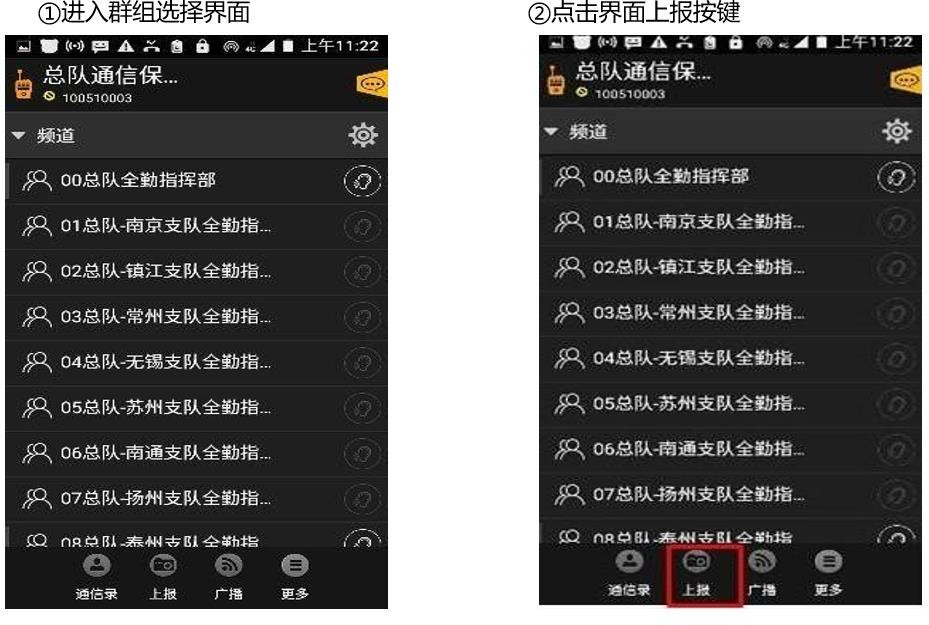 ①进入群组选择界面
上午11:22
总队通信保...
100510003
频道
00总队全勤指挥部
01总队-南京支队全勤指...
02总队-镇江支队全勤指...
03总队-常州支队全勤指...
04总队-无锡支队全勤指...
05总队-苏州支队全勤指...
06总队-南通支队全勤指...
07总队-扬州支队全勤指...
08总队-泰州支队全勤指
通信录 上报 广播 更多
②点击界面上报按键
上午11:22
总队通信保...
100510003
频道
00总队全勤指挥部
01总队-南京支队全勤指...
02总队-镇江支队全勤指...
03总队-常州支队全勤指...
04总队-无锡支队全勤指...
05总队-苏州支队全勤指...
06总队-南通支队全勤指...
07总队-扬州支队全勤指...
08总队-泰州支队全勤指
通信录 上报 广播 更多